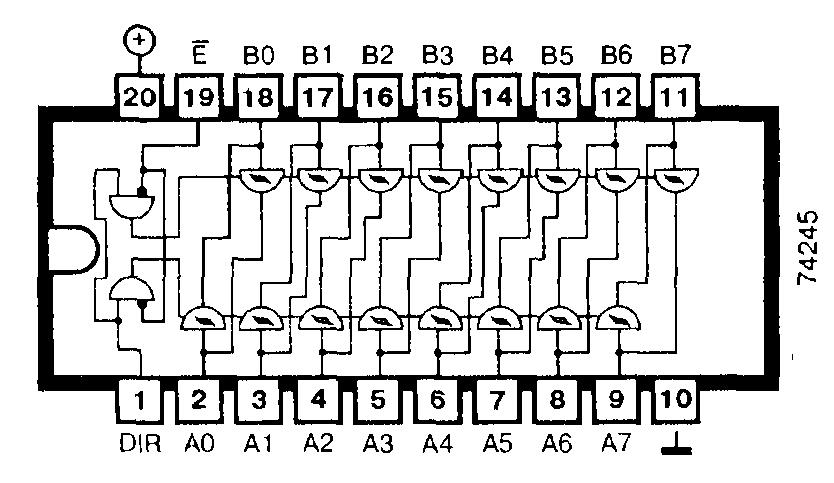 +
E̅ B0 B1 B2 B3 B4 B5 B6 B7
20 19 18 17 16 15 14 13 12 11
74245
1 2 3 4 5 6 7 8 9 10
DIR A0 A1 A2 A3 A4 A5 A6 A7